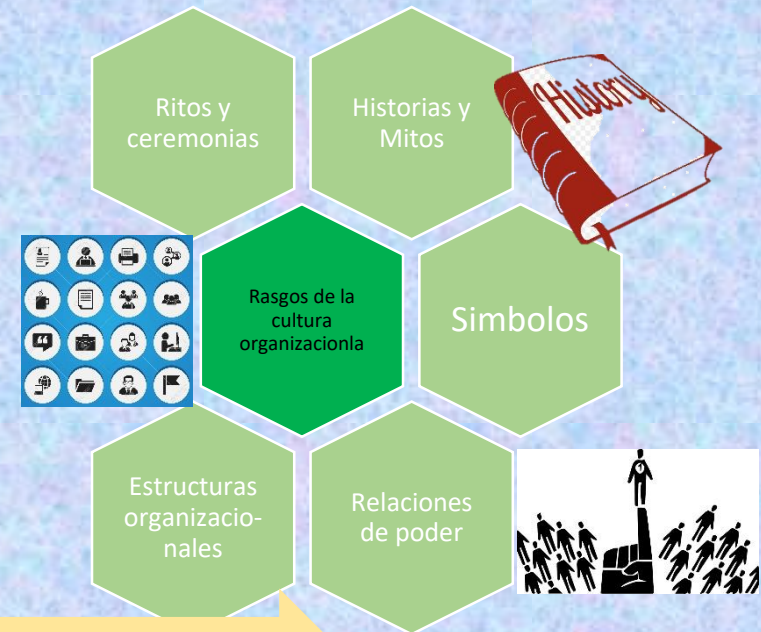 Ritos y
ceremonias
Historias y
Mitos
History
Rasgos de la
cultura
organizacionla
Simbolos
Estructuras
organizacio-
nales
Relaciones
de poder